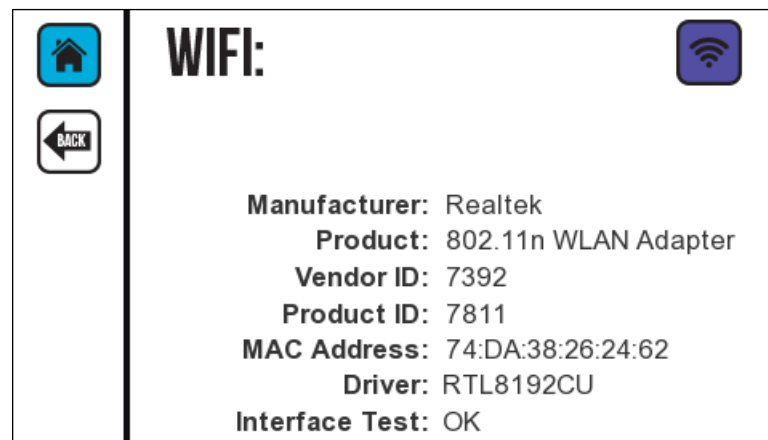 WIFI:
BACK
Manufacturer: Realtek
Product: 802.11n WLAN Adapter
Vendor ID: 7392
Product ID: 7811
MAC Address: 74:DA:38:26:24:62
Driver: RTL8192CU
Interface Test: OK